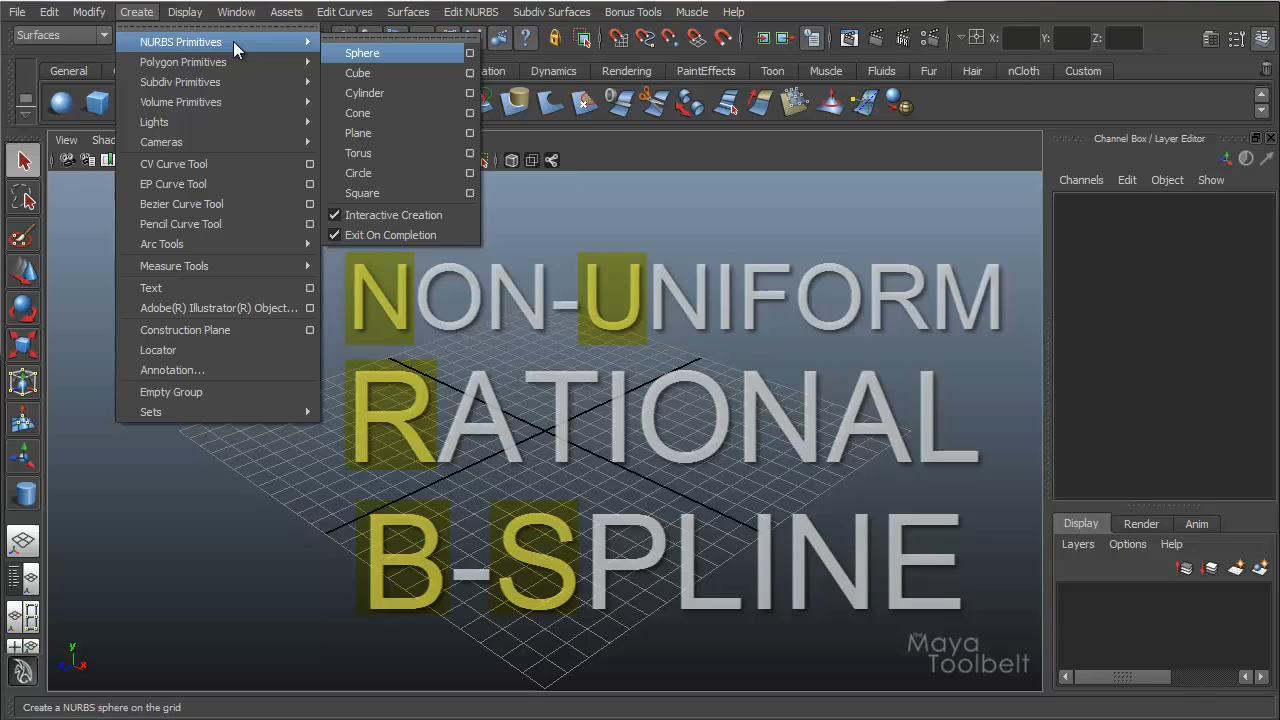 File Edit Modify Create Display Window Assets Edit Curves Surfaces Edit NURBS Subdiv Surfaces Bonus Tools Muscle Help
Surfaces
X: Y: Z:
General
Dynamics Rendering PaintEffects Toon Muscle Fluids Fur Hair nCloth Custom
NURBS Primitives
Polygon Primitives
Subdiv Primitives
Volume Primitives
Lights
Cameras
CV Curve Tool
EP Curve Tool
Bezier Curve Tool
Pencil Curve Tool
Arc Tools
Measure Tools
Text
Adobe(R) Illustrator(R) Object...
Construction Plane
Locator
Annotation...
Empty Group
Sets
Sphere
Cube
Cylinder
Cone
Plane
Torus
Circle
Square
Interactive Creation
Exit On Completion
View
NON-UNIFORM
RATIONAL
B-SPLINE
the
Maya
Toolbelt
y
z x
Channel Box / Layer Editor
Channels Edit Object Show
Display Render Anim
Layers Options Help
Create a NURBS sphere on the grid